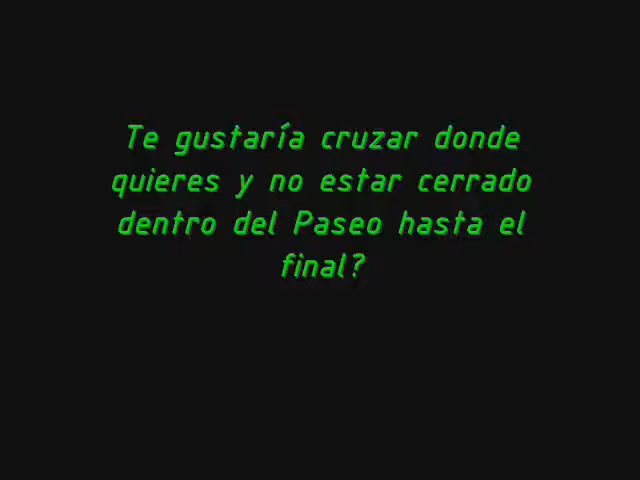 Te gustaría cruzar donde
quieres y no estar cerrado
dentro del Paseo hasta el
final?